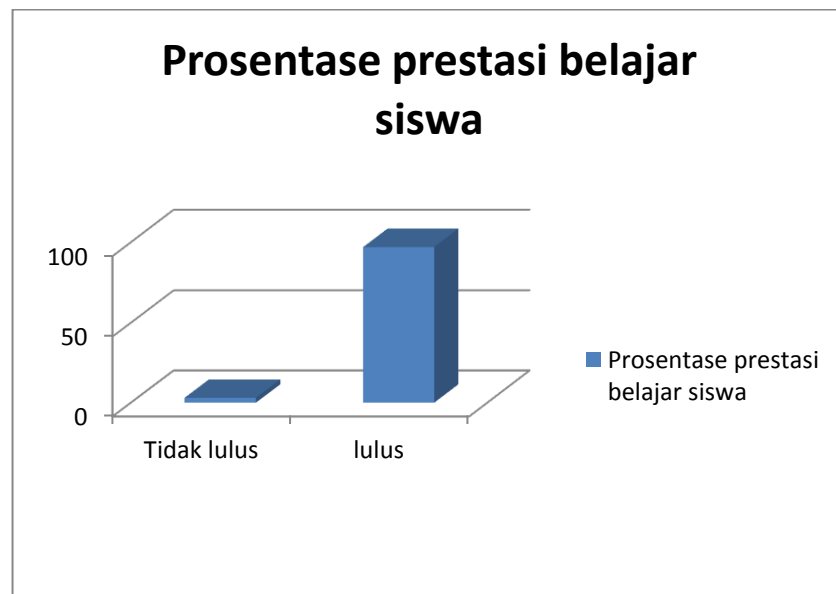 Prosentase prestasi belajar
siswa
100
50
0
Tidak lulus
lulus
Prosentase prestasi
belajar siswa